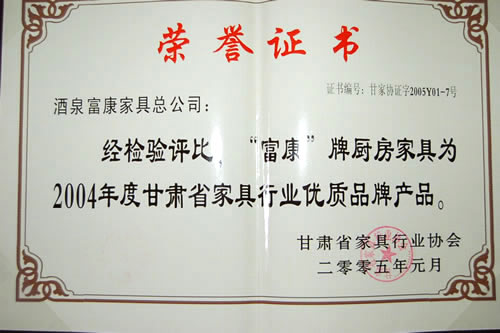 荣誉证书
证书编号：甘家协证字2005Y01-7号
酒泉富康家具总公司：
经检验评比，“富康”牌厨房家具为
2004年度甘肃省家具行业优质品牌产品。
甘肃省家具行业协会
二零零五年元月